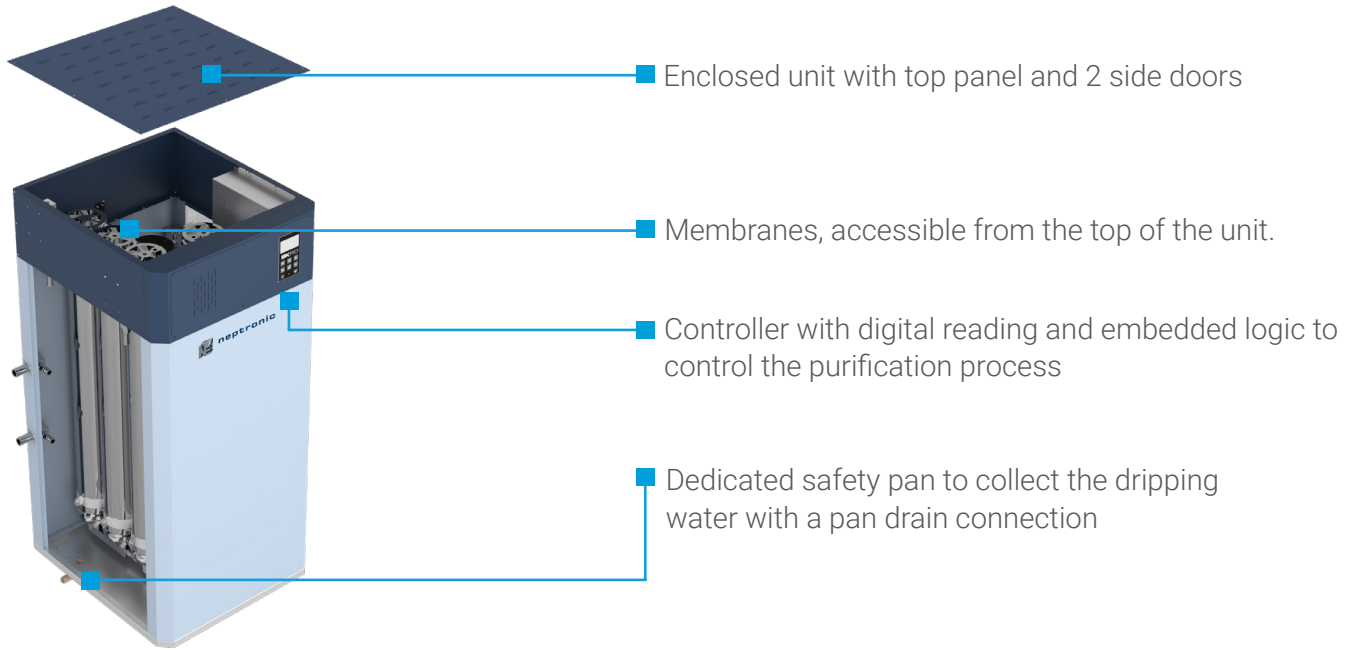 Enclosed unit with top panel and 2 side doors
Membranes, accessible from the top of the unit.
neptronic
Controller with digital reading and embedded logic to
control the purification process
Dedicated safety pan to collect the dripping
water with a pan drain connection